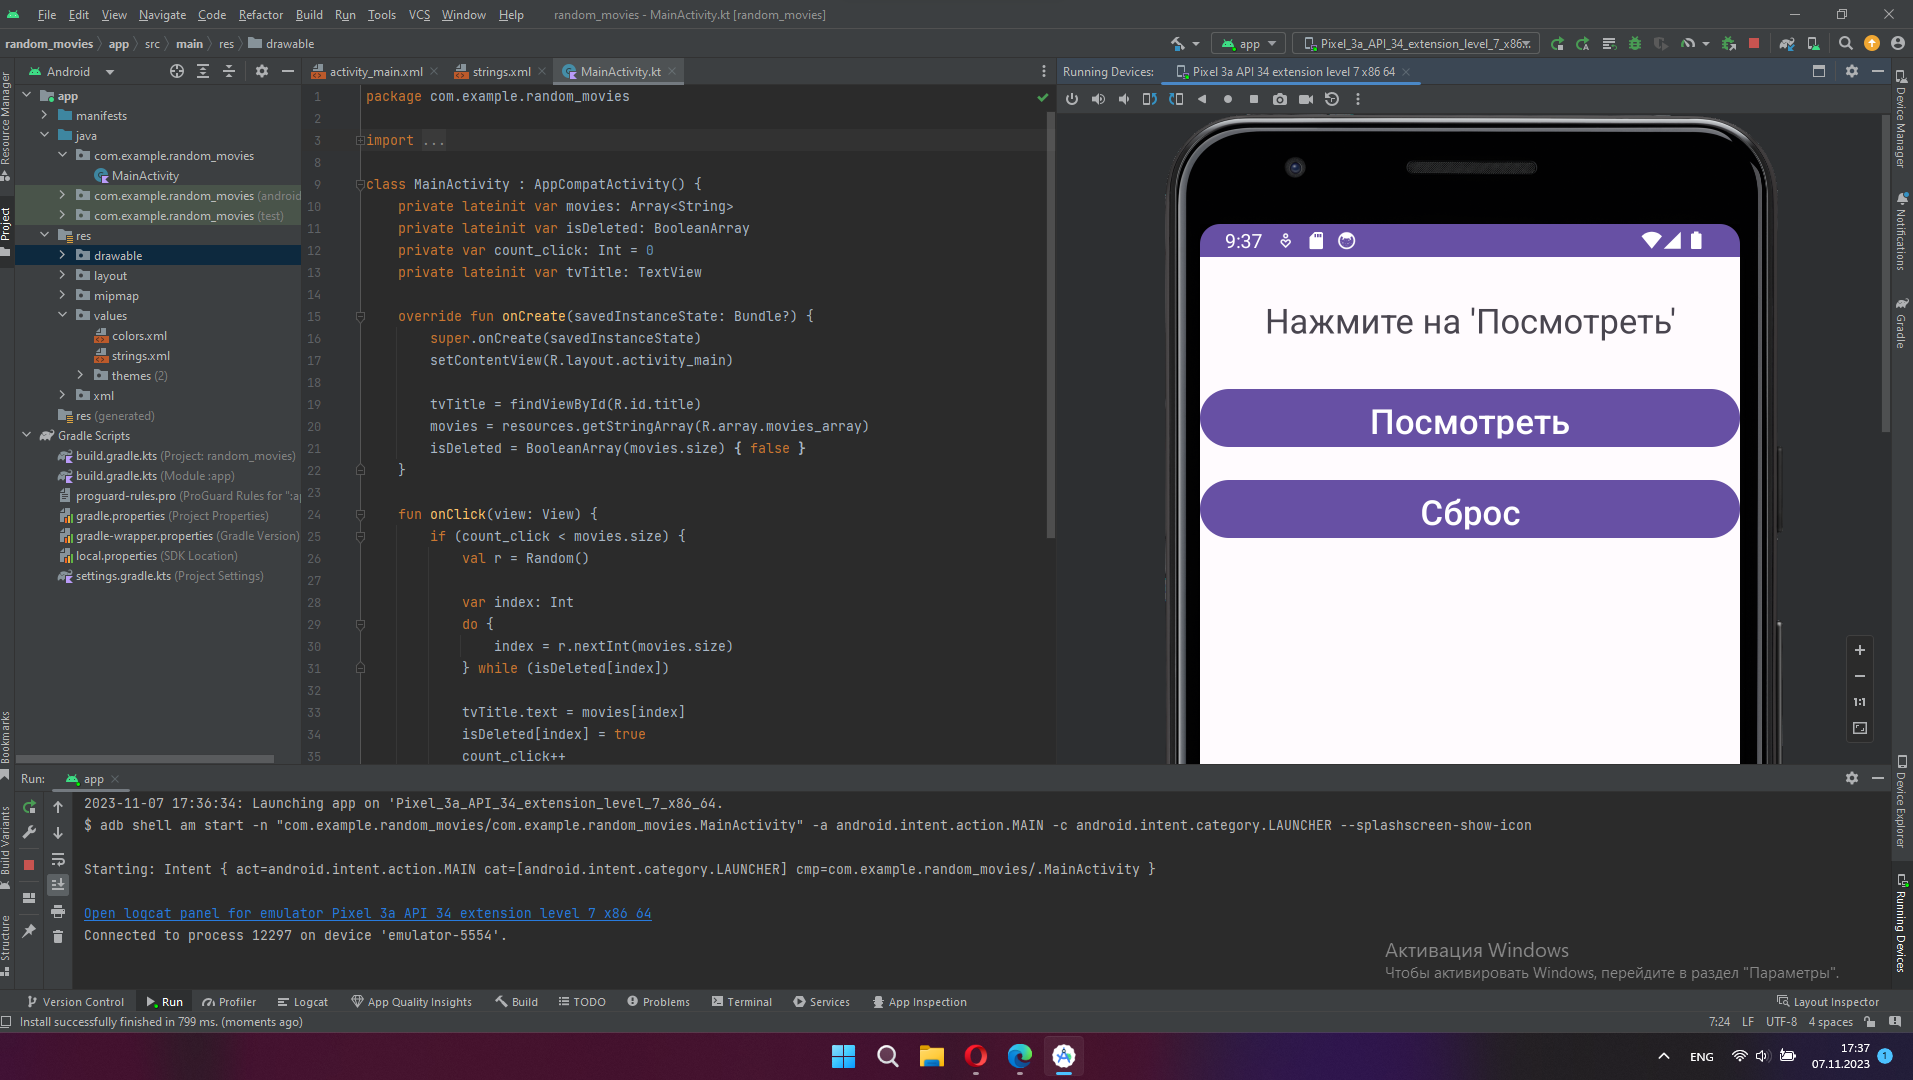 File Edit View Navigate Code Refactor Build Run Tools VCS Window Help random_movies - MainActivity.kt [random_movies]
random_movies app src main res drawable
app Pixel_3a_API_34_extension_level_7_x86
Android
activity_main.xml strings.xml MainActivity.kt
Running Devices: Pixel 3a API 34 extension level 7 x86 64
Resource Manager
Project
Bookmarks
Build Variants
Structure
app
manifests
java
com.example.random_movies
MainActivity
com.example.random_movies (android
com.example.random_movies (test)
res
drawable
layout
mipmap
values
colors.xml
strings.xml
themes (2)
xml
res (generated)
Gradle Scripts
build.gradle.kts (Project: random_movies)
build.gradle.kts (Module :app)
proguard-rules.pro (ProGuard Rules for ":a
gradle.properties (Project Properties)
gradle-wrapper.properties (Gradle Version)
local.properties (SDK Location)
settings.gradle.kts (Project Settings)
1 package com.example.random_movies
2
3 import ...
8
9 class MainActivity : AppCompatActivity() {
10 private lateinit var movies: Array<String>
11 private lateinit var isDeleted: BooleanArray
12 private var count_click: Int = 0
13 private lateinit var tvTitle: TextView
14
15 override fun onCreate(savedInstanceState: Bundle?) {
16 super.onCreate(savedInstanceState)
17 setContentView(R.layout.activity_main)
18
19 tvTitle = findViewById(R.id.title)
20 movies = resources.getStringArray(R.array.movies_array)
21 isDeleted = BooleanArray(movies.size) { false }
22 }
23
24 fun onClick(view: View) {
25 if (count_click < movies.size) {
26 val r = Random()
27
28 var index: Int
29 do {
30 index = r.nextInt(movies.size)
31 } while (isDeleted[index])
32
33 tvTitle.text = movies[index]
34 isDeleted[index] = true
35 count_click++
9:37
Нажмите на 'Посмотреть'
Посмотреть
Сброс
1:1
Device Manager
Notifications
Gradle
Device Explorer
Running Devices
Run: app
2023-11-07 17:36:34: Launching app on 'Pixel_3a_API_34_extension_level_7_x86_64.
$ adb shell am start -n "com.example.random_movies/com.example.random_movies.MainActivity" -a android.intent.action.MAIN -c android.intent.category.LAUNCHER --splashscreen-show-icon
Starting: Intent { act=android.intent.action.MAIN cat=[android.intent.category.LAUNCHER] cmp=com.example.random_movies/.MainActivity }
Open logcat panel for emulator Pixel 3a API 34 extension level 7 x86 64
Connected to process 12297 on device 'emulator-5554'.
Активация Windows
Чтобы активировать Windows, перейдите в раздел "Параметры".
Version Control Run Profiler Logcat App Quality Insights Build TODO Problems Terminal Services App Inspection Layout Inspector
Install successfully finished in 799 ms. (moments ago) 7:24 LF UTF-8 4 spaces
ENG 17:37 1
07.11.2023